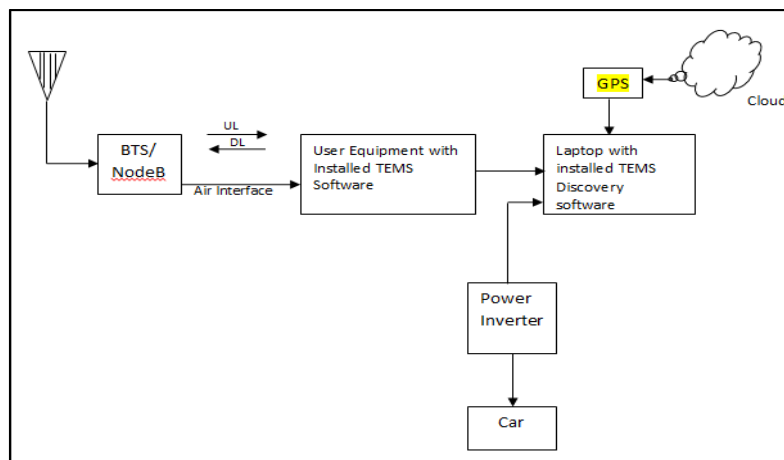 GPS
Cloud
UL
DL
BTS/
NodeB
Air Interface
User Equipment with
Installed TEMS
Software
Laptop with
installed TEMS
Discovery
software
Power
Inverter
Car